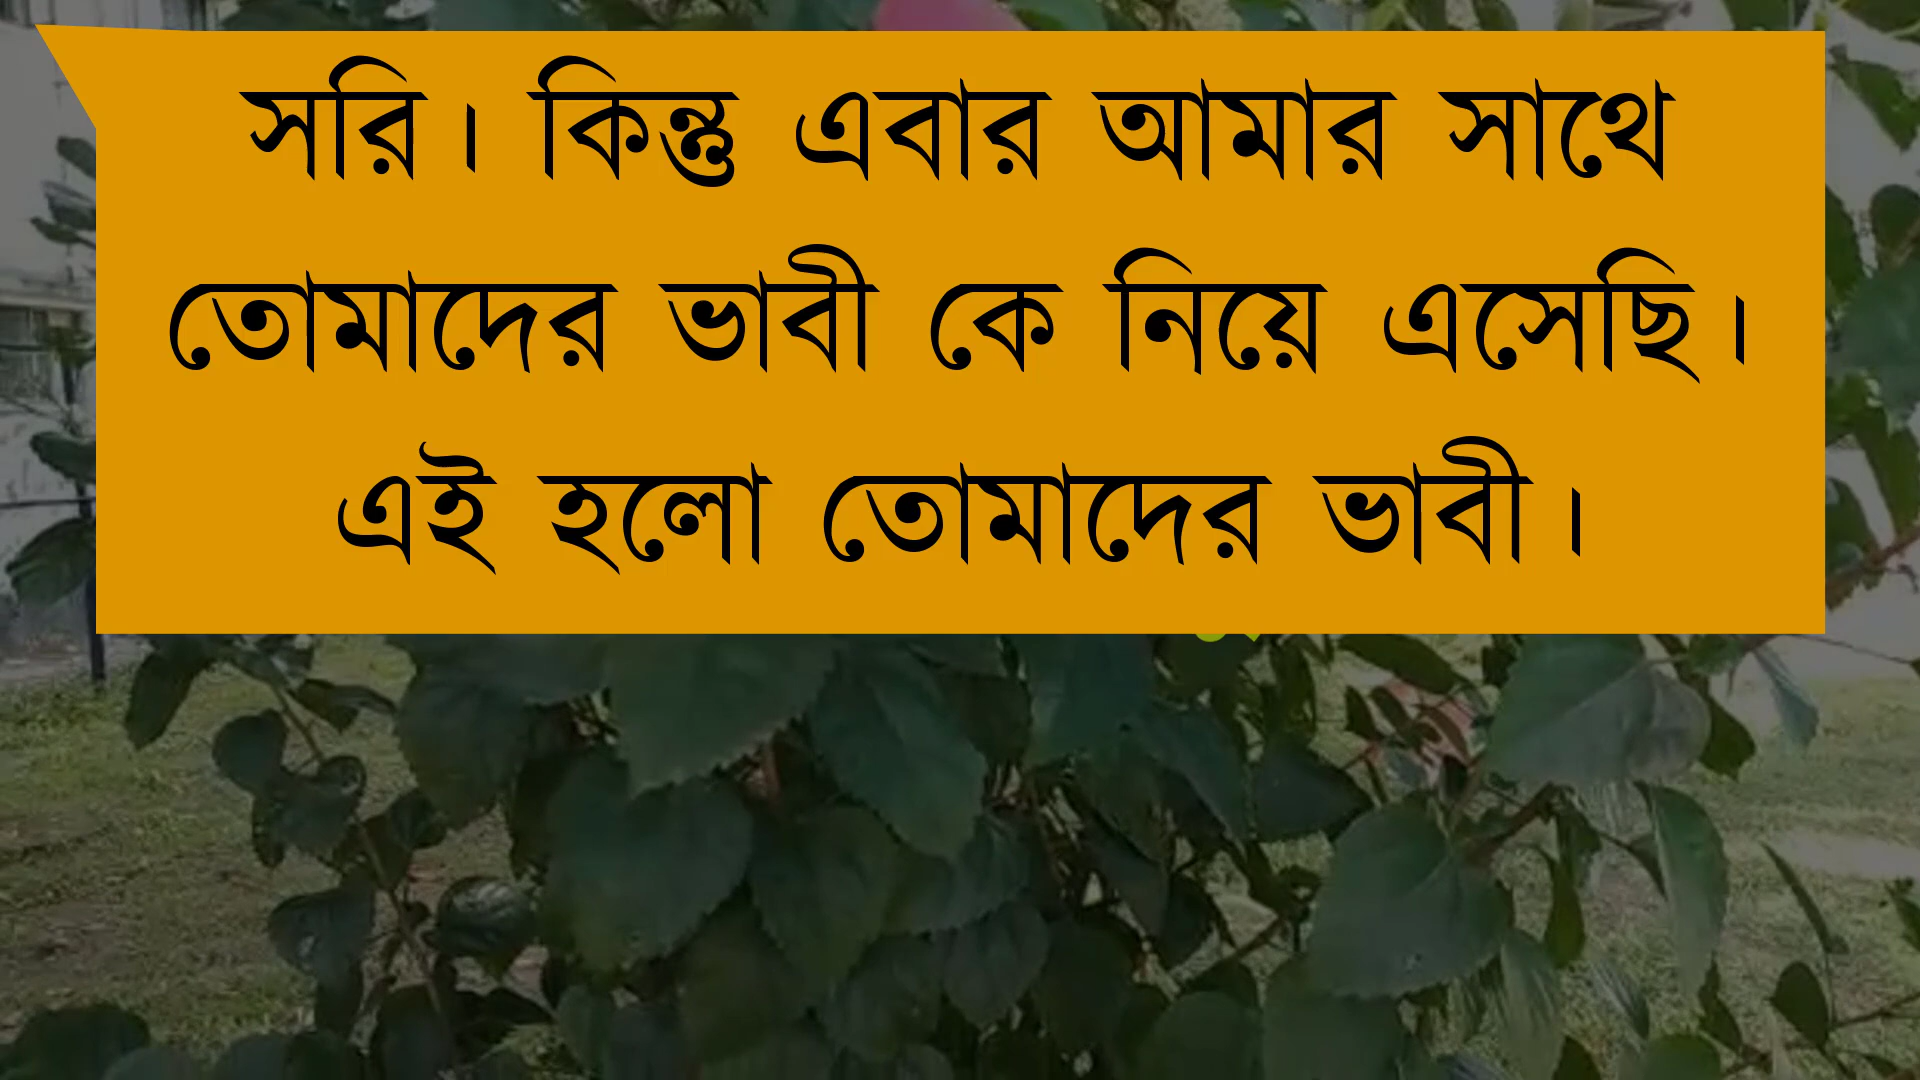 সরি। কিন্তু এবার আমার সাথে
তোমাদের ভাবী কে নিয়ে এসেছি।
এই হলো তোমাদের ভাবী।